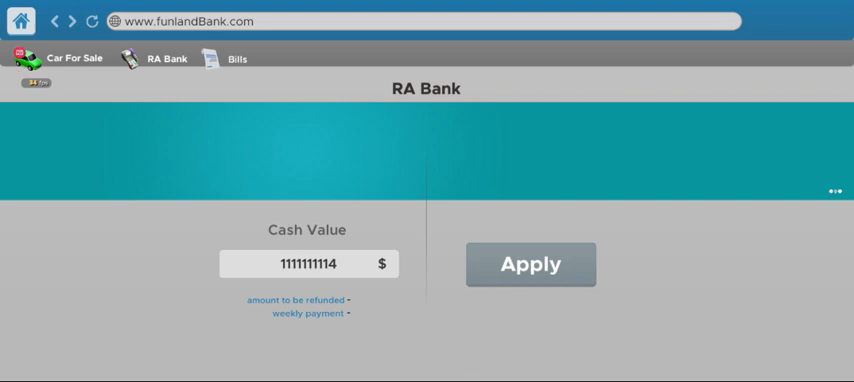 www.funlandBank.com
Car For Sale RA Bank Bills
34 fps
RA Bank
Cash Value
1111111114 $
Apply
amount to be refunded -
weekly payment -